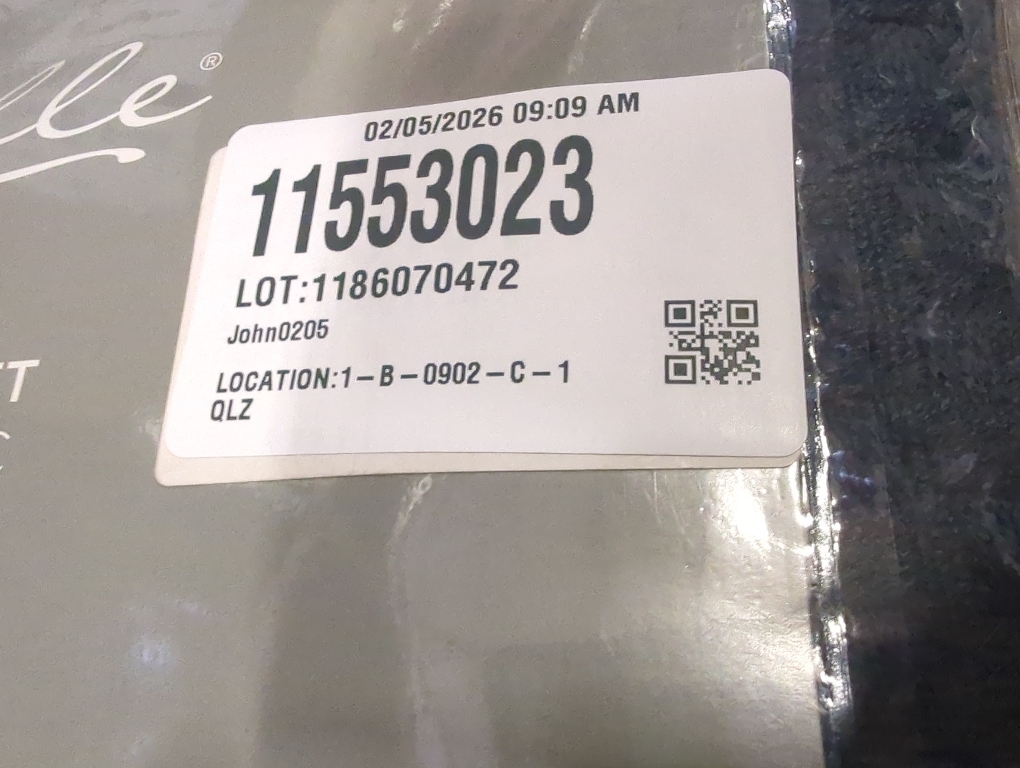 ®
02/05/2026 09:09 AM
11553023
LOT:1186070472
John0205
LOCATION:1-B-0902-C-1
QLZ